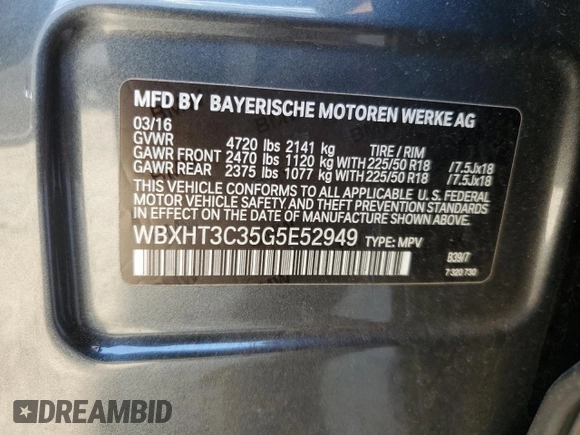 MFD BY BAYERISCHE MOTOREN WERKE AG
03/16
GVWR 4720 lbs 2141 kg TIRE / RIM
GAWR FRONT 2470 lbs 1120 kg WITH 225/50 R18 /7.5Jx18
GAWR REAR 2375 lbs 1077 kg WITH 225/50 R18 /7.5Jx18
THIS VEHICLE CONFORMS TO ALL APPLICABLE U.S. FEDERAL
MOTOR VEHICLE SAFETY AND THEFT PREVENTION STANDARDS
IN EFFECT ON THE DATE OF MANUFACTURE SHOWN ABOVE.
WBXHT3C35G5E52949 TYPE: MPV
B39/7
7 320 730
DREAMBID